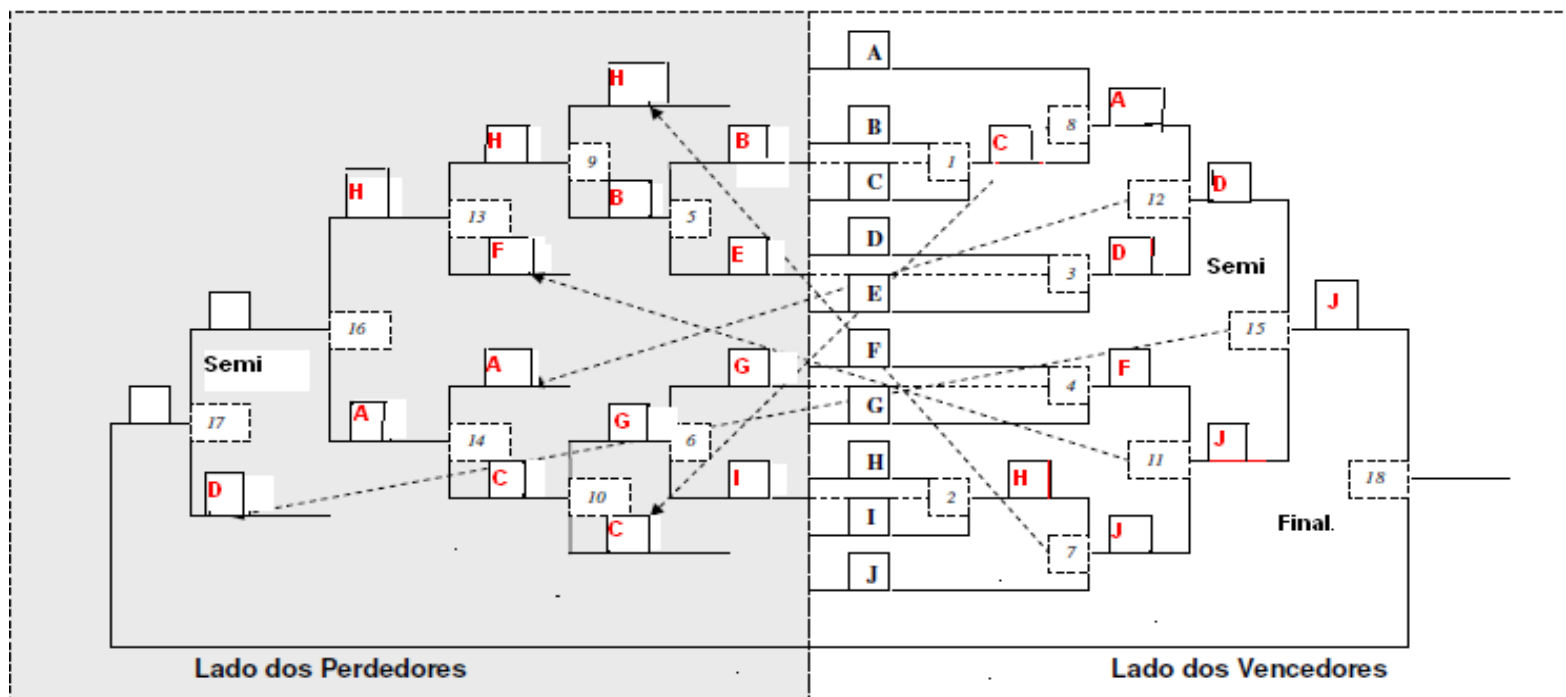 A
H
A
B
8
H
B
C
9
1
H
C
B
D
12
D
13
5
D
F
E
3
Semi
E
J
16
F
15
Semi
A
G
F
4
A
G
G
17
14
6
H
J
11
D
C
I
H
18
10
2
I
Final.
C
J
7
J
Lado dos Perdedores
Lado dos Vencedores